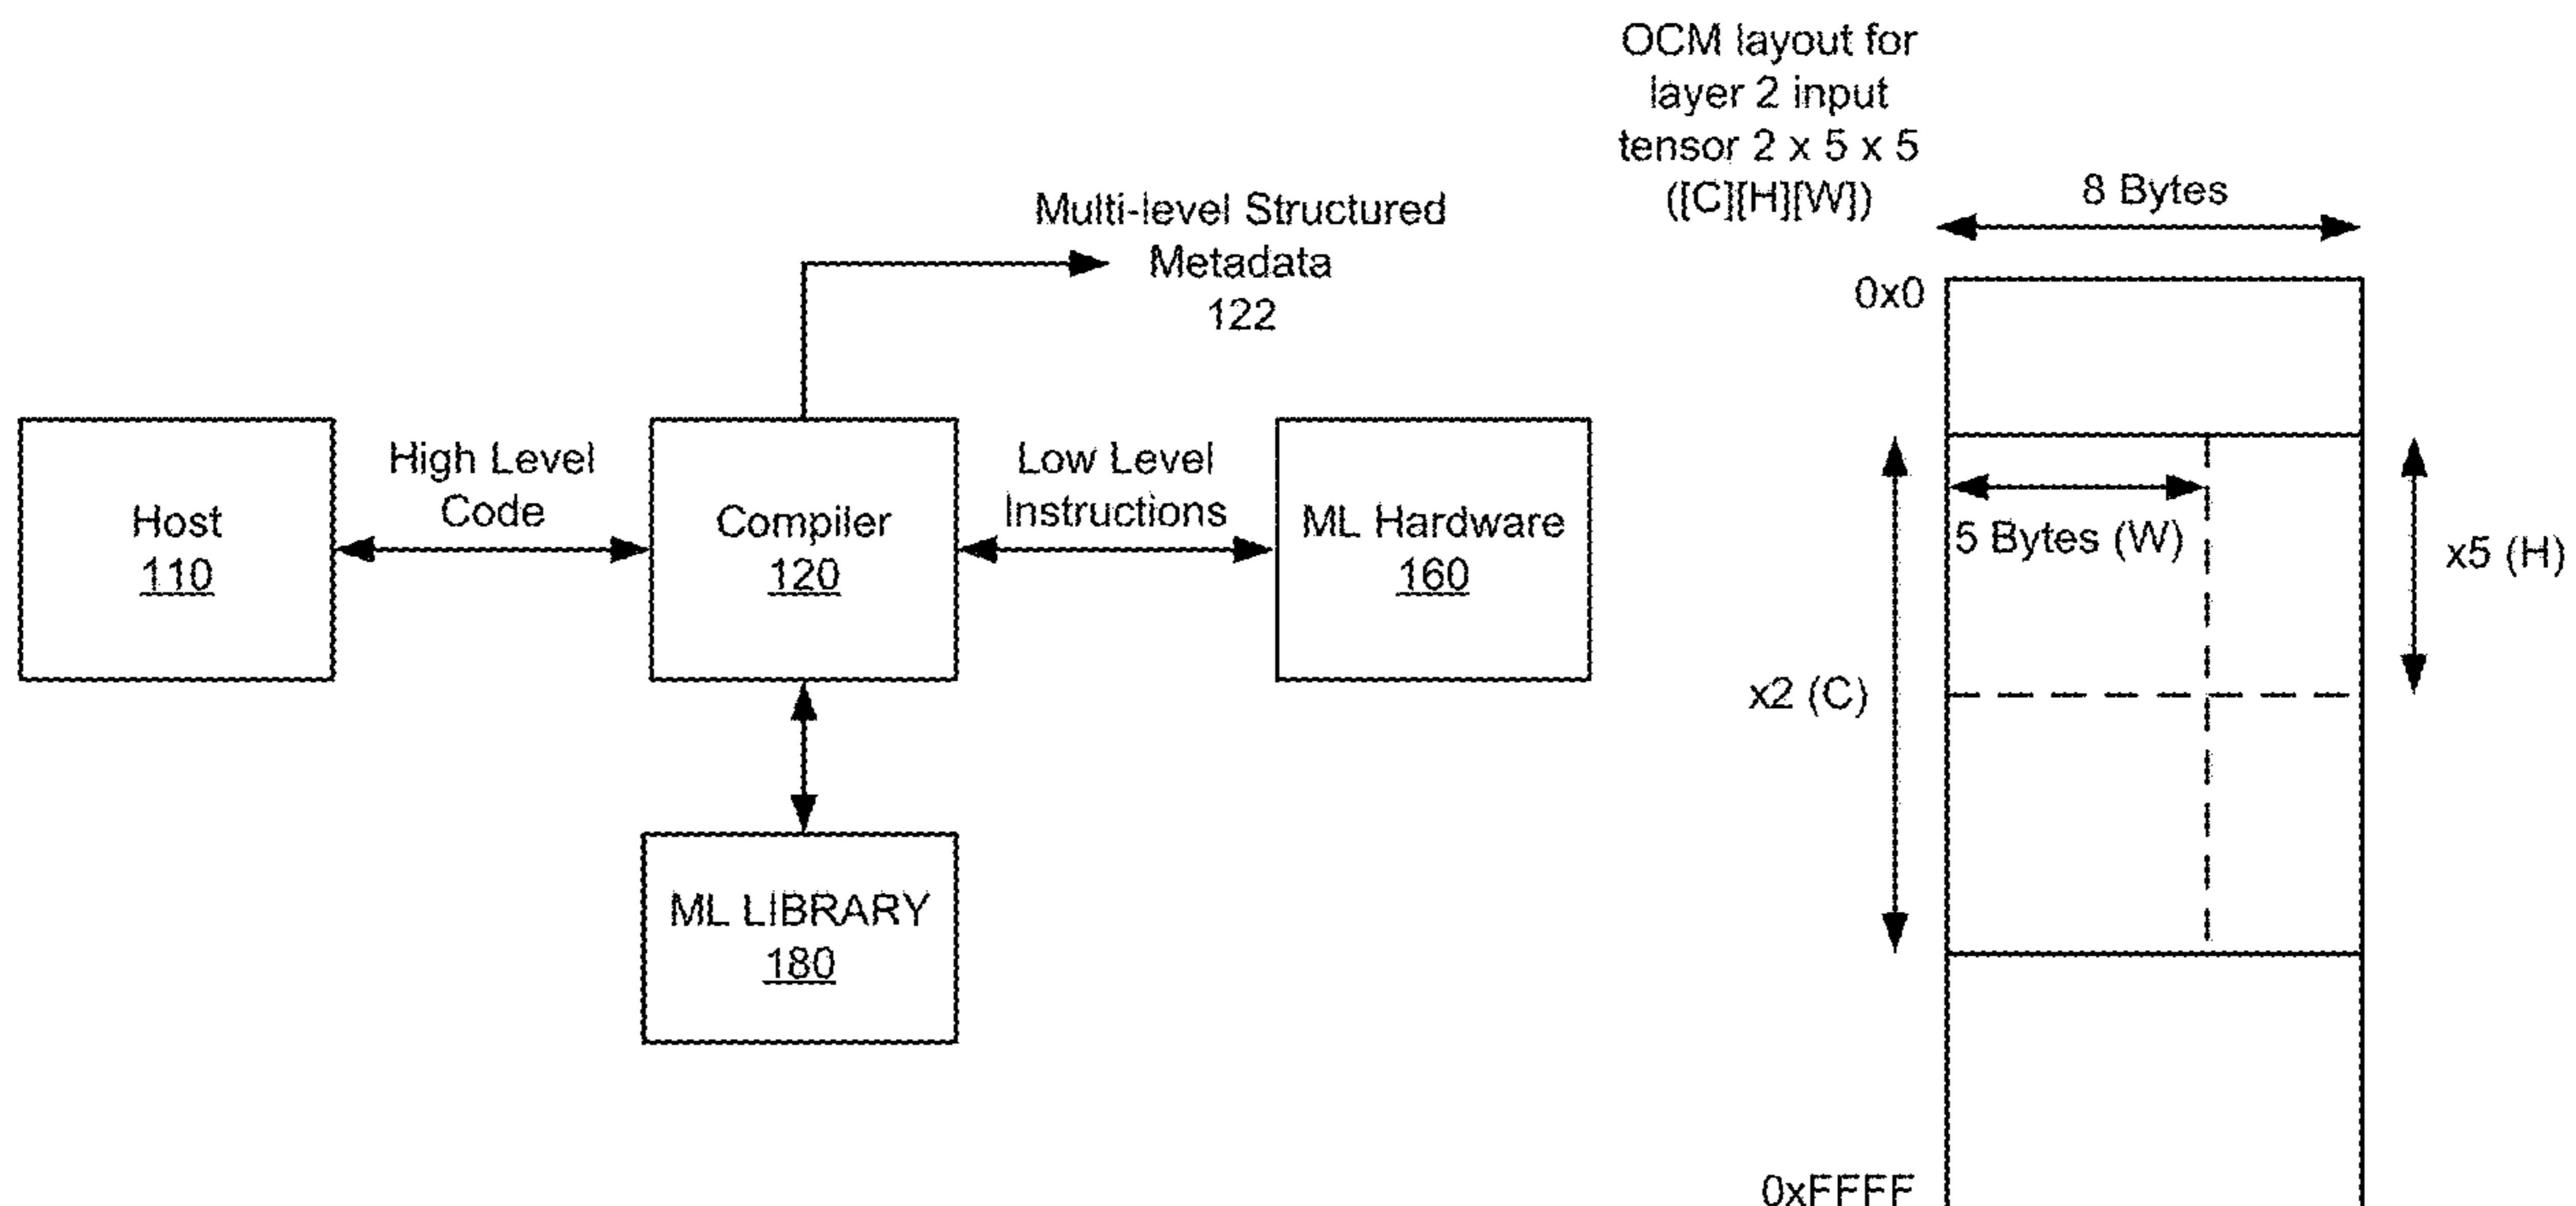 Multi-level Structured
Metadata
122
Host
110
High Level
Code
Compiler
120
Low Level
Instructions
ML Hardware
160
ML LIBRARY
180
OCM layout for
layer 2 input
tensor 2 x 5 x 5
([C][H][W])
8 Bytes
0x0
5 Bytes (W)
x5 (H)
x2 (C)
0xFFFF